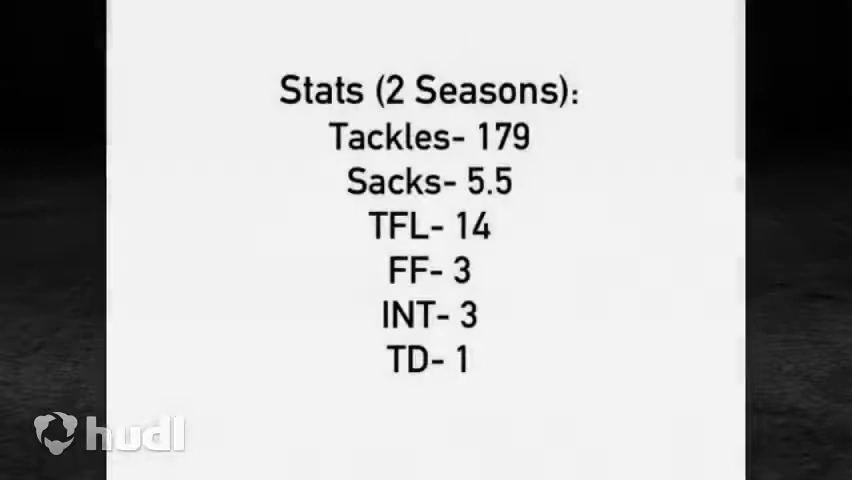 Stats (2 Seasons):
Tackles- 179
Sacks- 5.5
TFL- 14
FF- 3
INT- 3
TD- 1
hudl